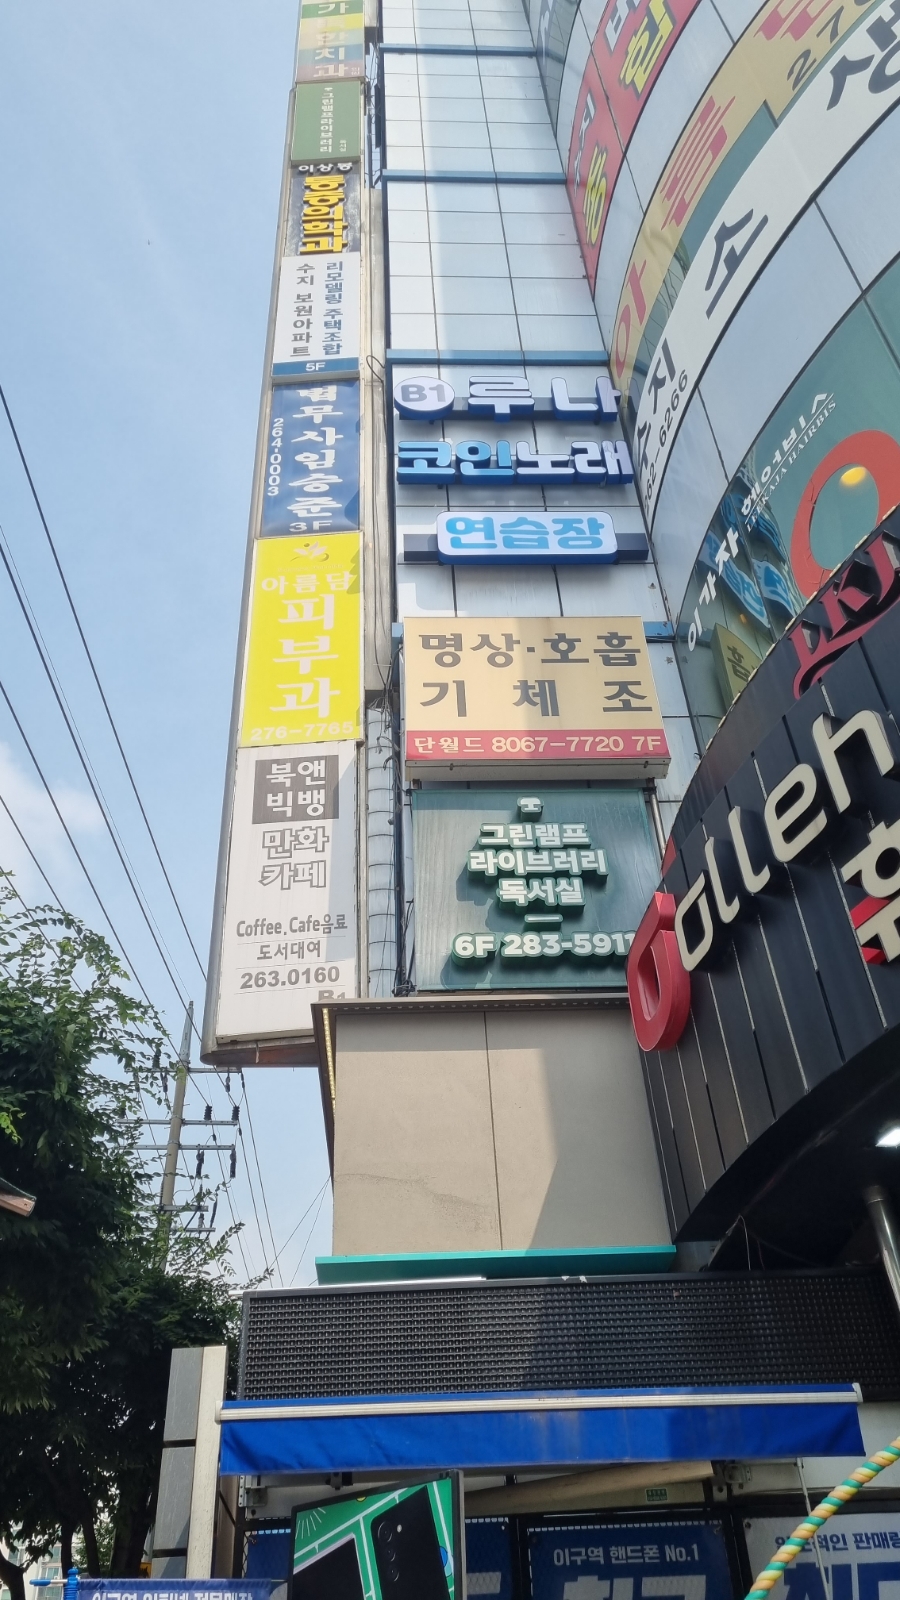 치과
그린램프라이브러리
이상봉
통증의학과
리모델링 주택조합
수지 보원아파트
5F
법무사임승준
264-0003
3F
아름담
피부과
276-7765
북앤
빅뱅
만화
카페
Coffee, Cafe음료
도서대여
263.0160
B1
B1 루나
코인노래
연습장
명상·호흡
기체조
단월드 8067-7720 7F
그린램프
라이브러리
독서실
6F 283-591
62-6266
이가자 헤어비스
LEEKAJA HAIRBIS
olleh
이구역 핸드폰 No.1